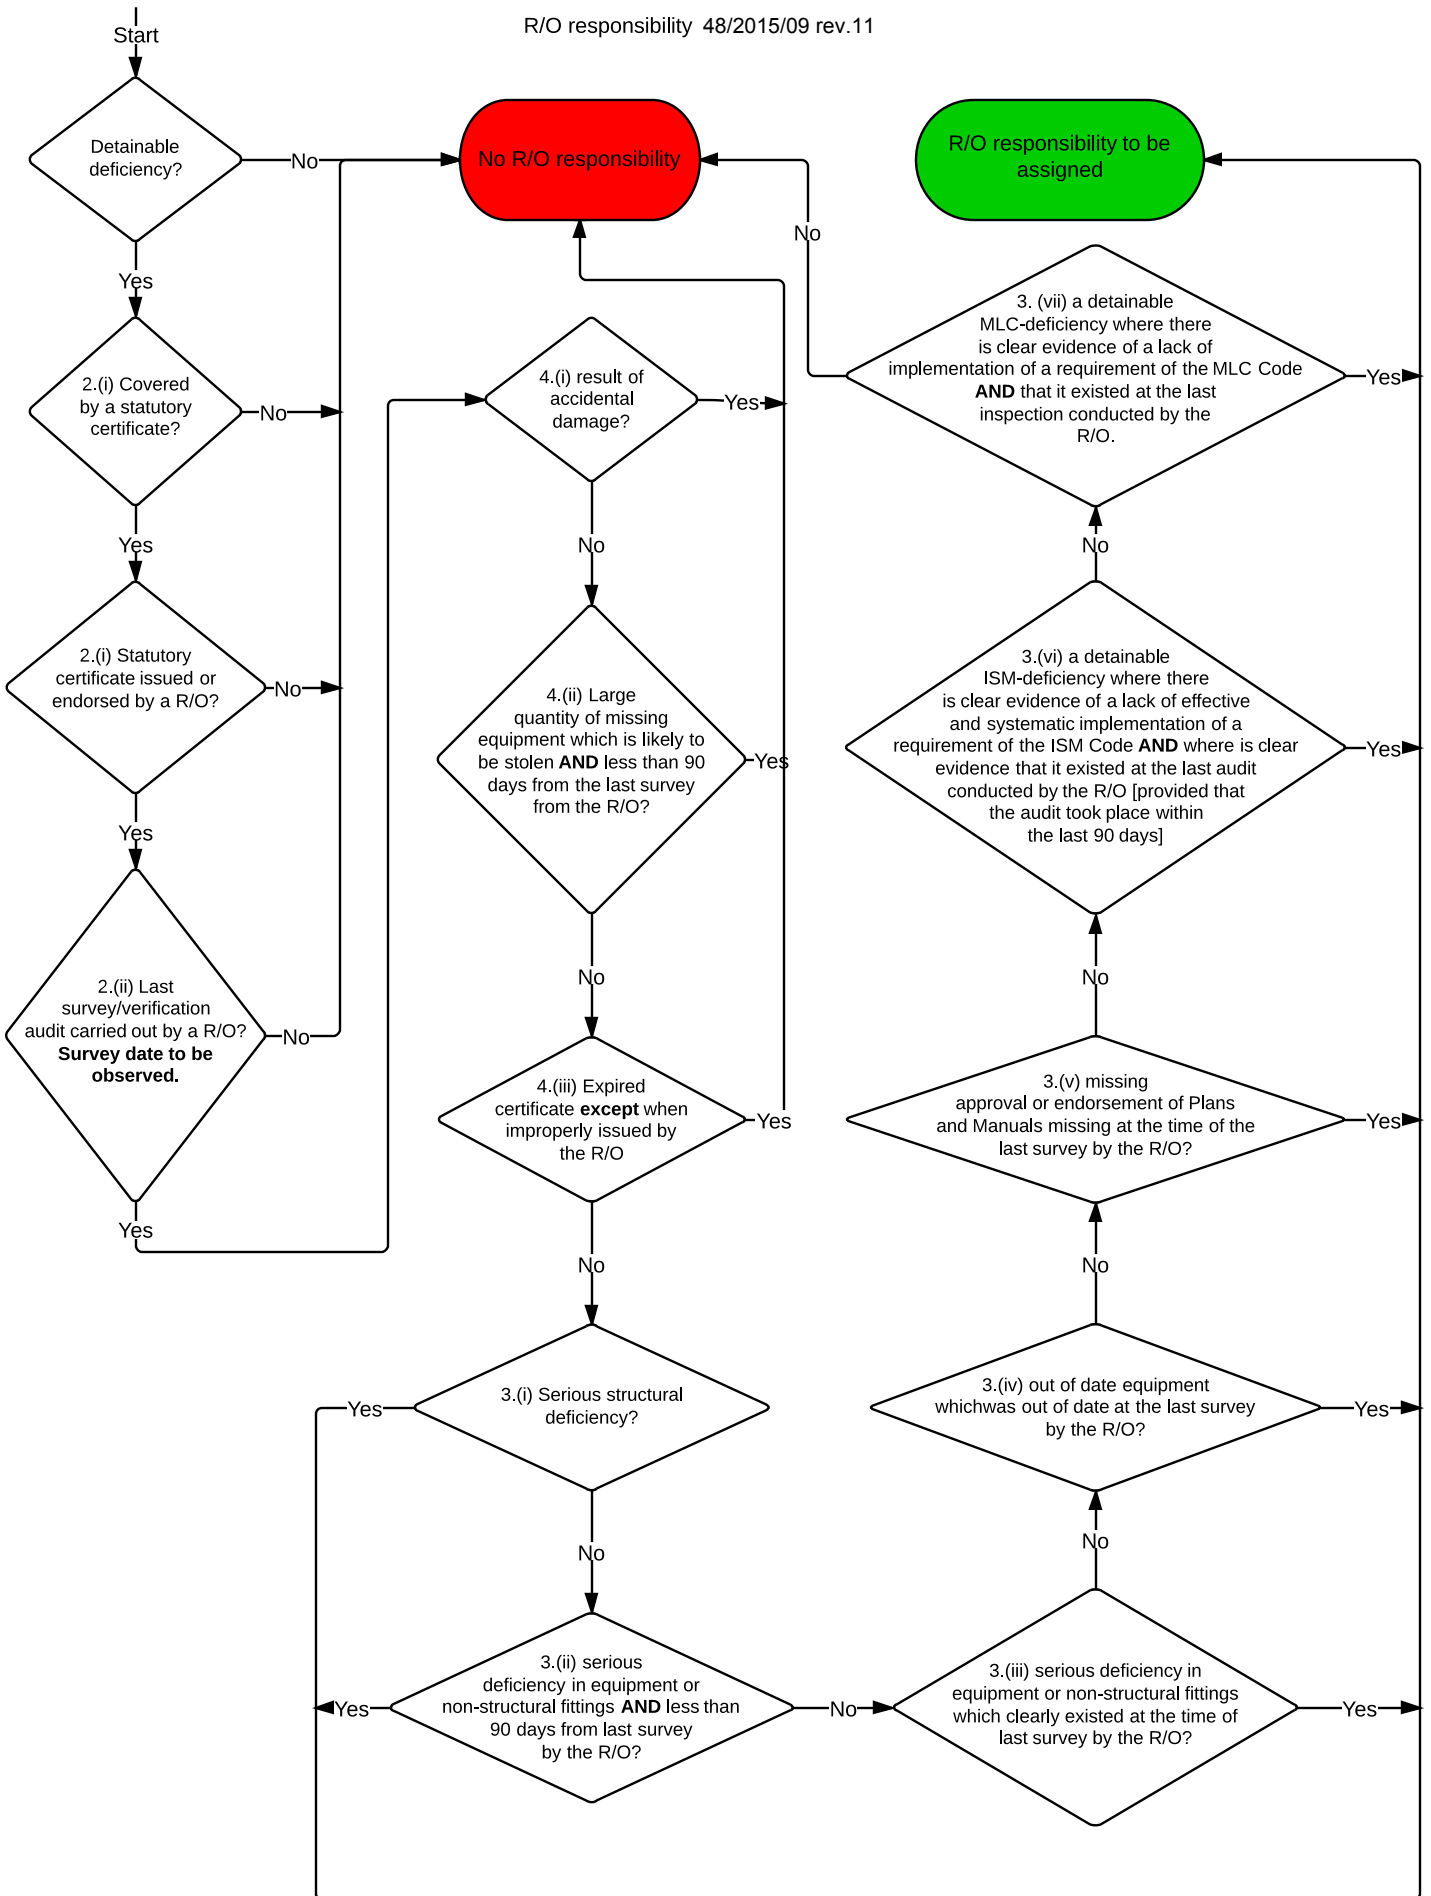 R/O responsibility 48/2015/09 rev.11
Start
Detainable
deficiency?
No
Yes
2.(i) Covered
by a statutory
certificate?
No
Yes
2.(i) Statutory
certificate issued or
endorsed by a R/O?
No
Yes
2.(ii) Last
survey/verification
audit carried out by a R/O?
Survey date to be
observed.
No
Yes
No R/O responsibility
4.(i) result of
accidental
damage?
Yes
No
4.(ii) Large
quantity of missing
equipment which is likely to
be stolen AND less than 90
days from the last survey
from the R/O?
Yes
No
4.(iii) Expired
certificate except when
improperly issued by
the R/O
Yes
No
3.(i) Serious structural
deficiency?
Yes
No
3.(ii) serious
deficiency in equipment or
non-structural fittings AND less than
90 days from last survey
by the R/O?
Yes
No
3.(iii) serious deficiency in
equipment or non-structural fittings
which clearly existed at the time of
last survey by the R/O?
Yes
No
3.(iv) out of date equipment
whichwas out of date at the last survey
by the R/O?
Yes
No
3.(v) missing
approval or endorsement of Plans
and Manuals missing at the time of the
last survey by the R/O?
Yes
No
3.(vi) a detainable
ISM-deficiency where there
is clear evidence of a lack of effective
and systematic implementation of a
requirement of the ISM Code AND where is clear
evidence that it existed at the last audit
conducted by the R/O [provided that
the audit took place within
the last 90 days]
Yes
No
3. (vii) a detainable
MLC-deficiency where there
is clear evidence of a lack of
implementation of a requirement of the MLC Code
AND that it existed at the last
inspection conducted by the
R/O.
Yes
No
R/O responsibility to be
assigned